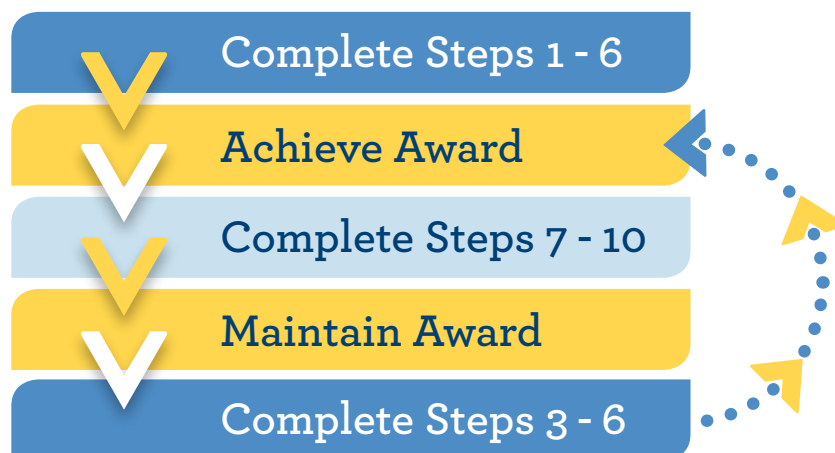 Complete Steps 1 - 6
Achieve Award
Complete Steps 7 - 10
Maintain Award
Complete Steps 3 - 6